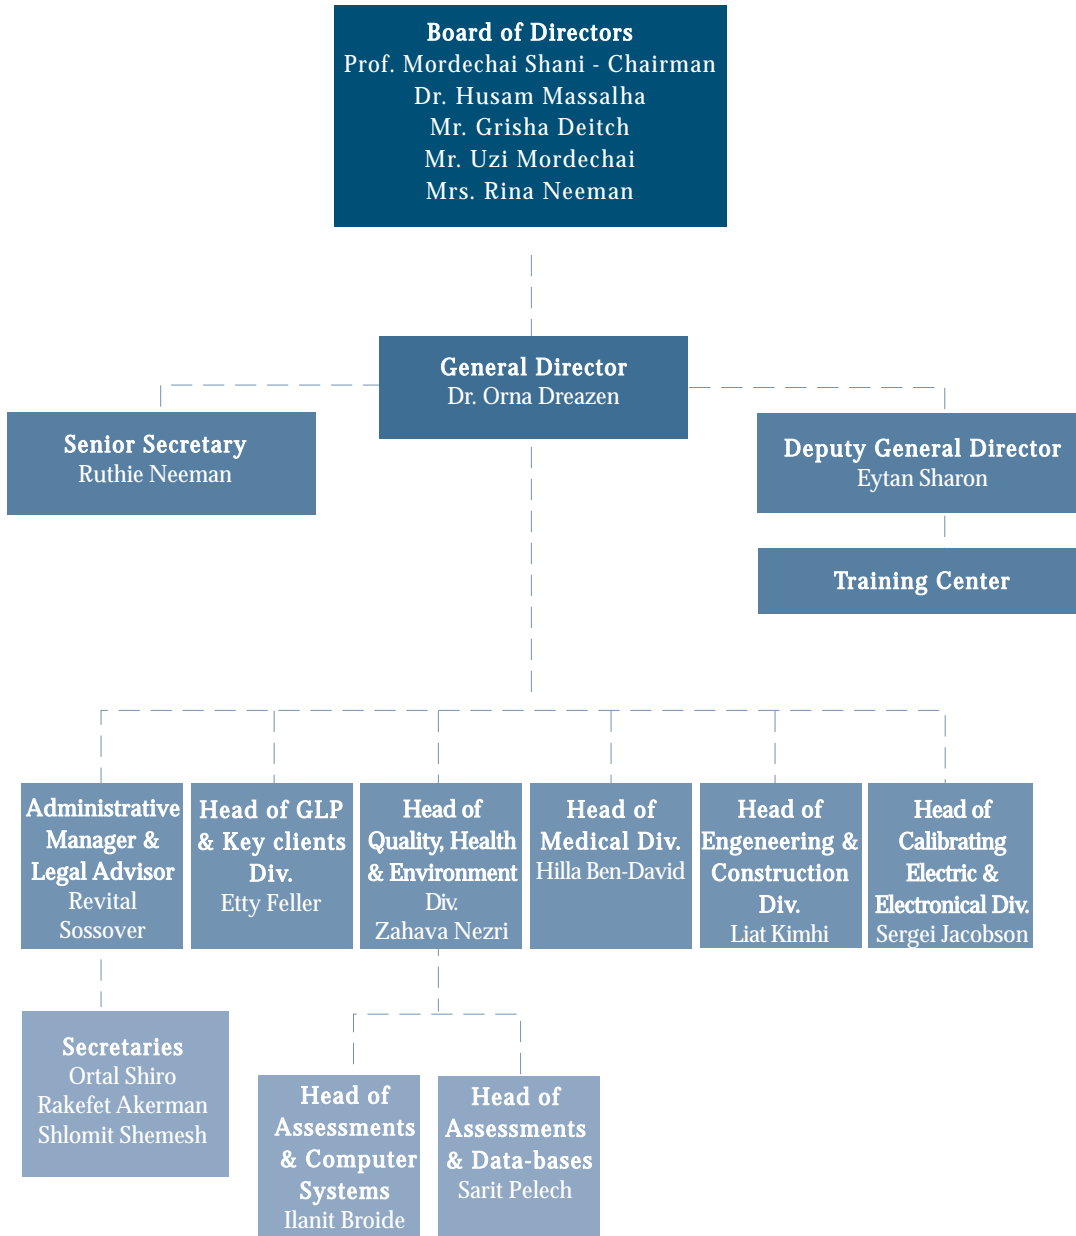 Board of Directors
Prof. Mordechai Shani - Chairman
Dr. Husam Massalha
Mr. Grisha Deitch
Mr. Uzi Mordechai
Mrs. Rina Neeman
General Director
Dr. Orna Dreazen
Senior Secretary
Ruthie Neeman
Deputy General Director
Eytan Sharon
Training Center
Administrative
Manager &
Legal Advisor
Revital
Sossover
Head of GLP
& Key clients
Div.
Etty Feller
Head of
Quality, Health
& Environment
Div.
Zahava Nezri
Head of
Medical Div.
Hilla Ben-David
Head of
Engeneering &
Construction
Div.
Liat Kimhi
Head of
Calibrating
Electric &
Electronical Div.
Sergei Jacobson
Secretaries
Ortal Shiro
Rakefet Akerman
Shlomit Shemesh
Head of
Assessments
& Computer
Systems
Ilanit Broide
Head of
Assessments
& Data-bases
Sarit Pelech